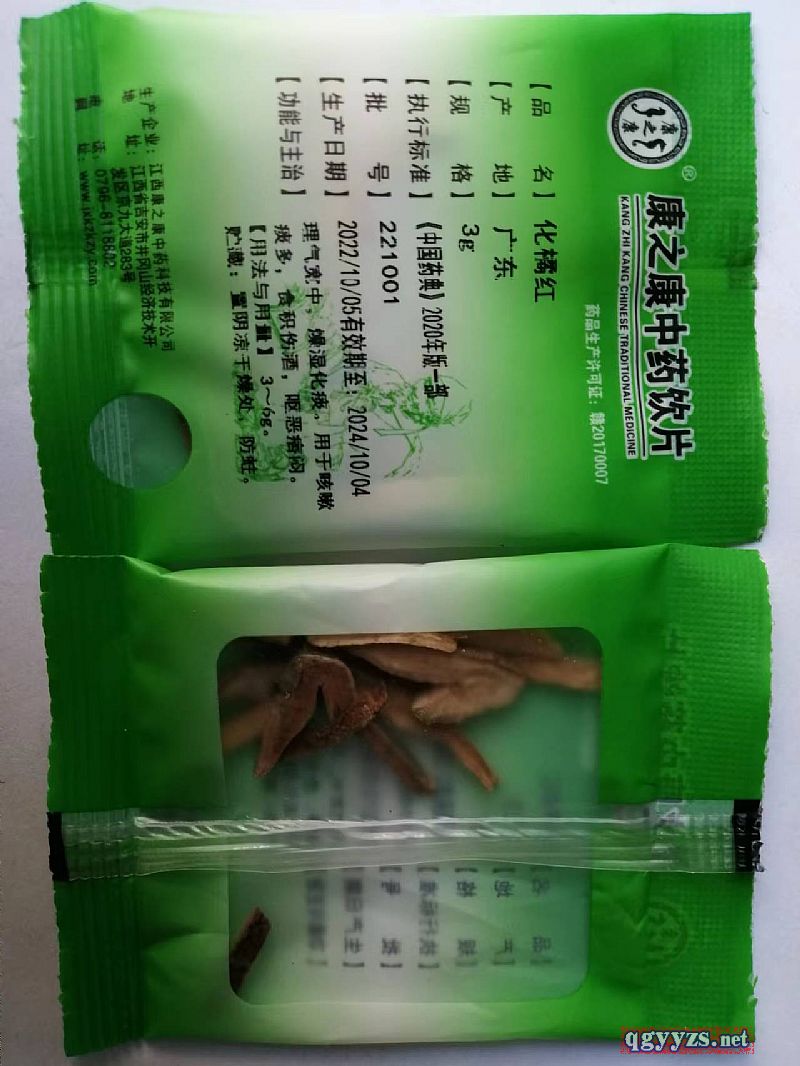 康之康
®
康之康中药饮片
KANG ZHI KANG CHINESE TRADITIONAL MEDICINE
药品生产许可证：赣20170007
【品 名】化橘红
【产 地】广东
【规 格】3g
【执行标准】《中国药典》2020年版一部
【批 号】221001
【生产日期】2022/10/05有效期至：2024/10/04
【功能与主治】理气宽中，燥湿化痰。用于咳嗽
痰多，食积伤酒，呕恶痞闷。
【用法与用量】3～6g。
贮藏：置阴凉干燥处，防蛀。
生产企业：江西康之康中药科技有限公司
地 址：江西省吉安市井冈山经济技术开
发区京九大道283号
电 话：0796-
网 址：
qgyyzs.net